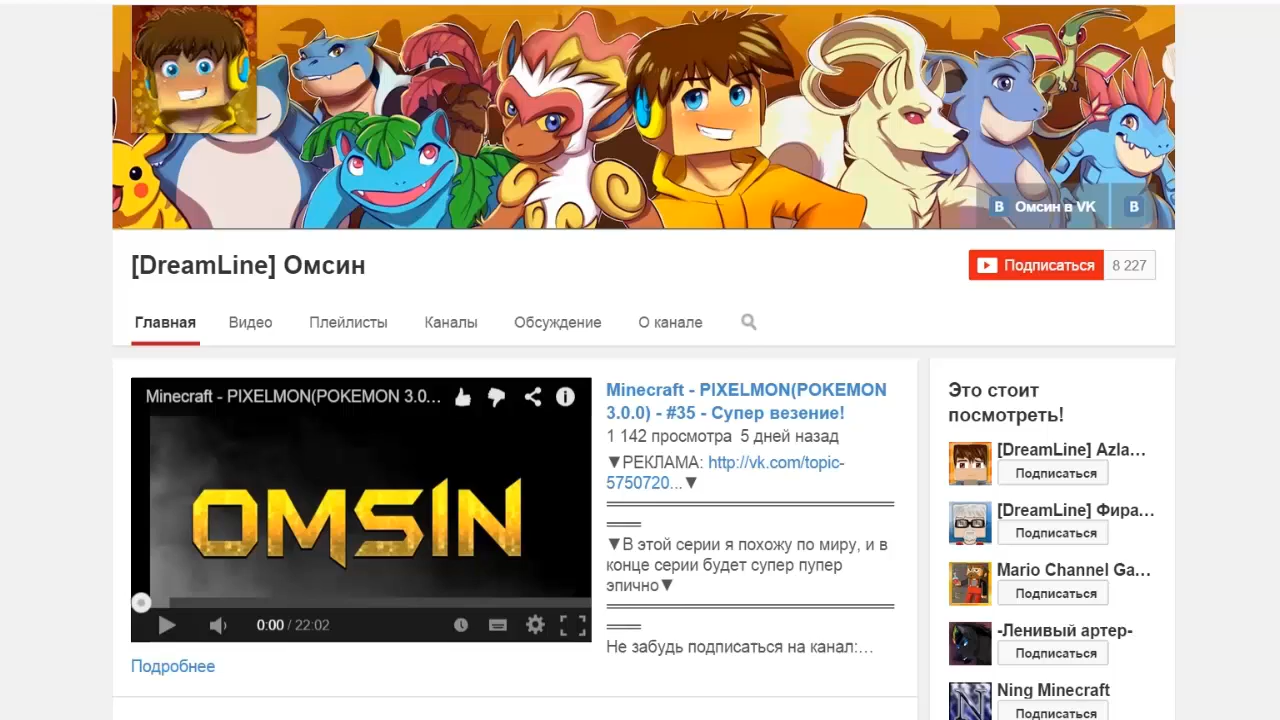 В Омсин в VK В
[DreamLine] Омсин
Подписаться 8 227
Главная Видео Плейлисты Каналы Обсуждение О канале
Minecraft - PIXELMON(POKEMON 3.0...
OMSIN
0:00 / 22:02
Подробнее
Minecraft - PIXELMON(POKEMON
3.0.0) - #35 - Супер везение!
1 142 просмотра 5 дней назад
▼РЕКЛАМА: http://vk.com/topic-
5750720...▼
▼В этой серии я похожу по миру, и в
конце серии будет супер пупер
эпично▼
Не забудь подписаться на канал:...
Это стоит
посмотреть!
[DreamLine] Azla...
Подписаться
[DreamLine] Фира...
Подписаться
Mario Channel Ga...
Подписаться
-Ленивый артер-
Подписаться
N
Ning Minecraft
Подписаться